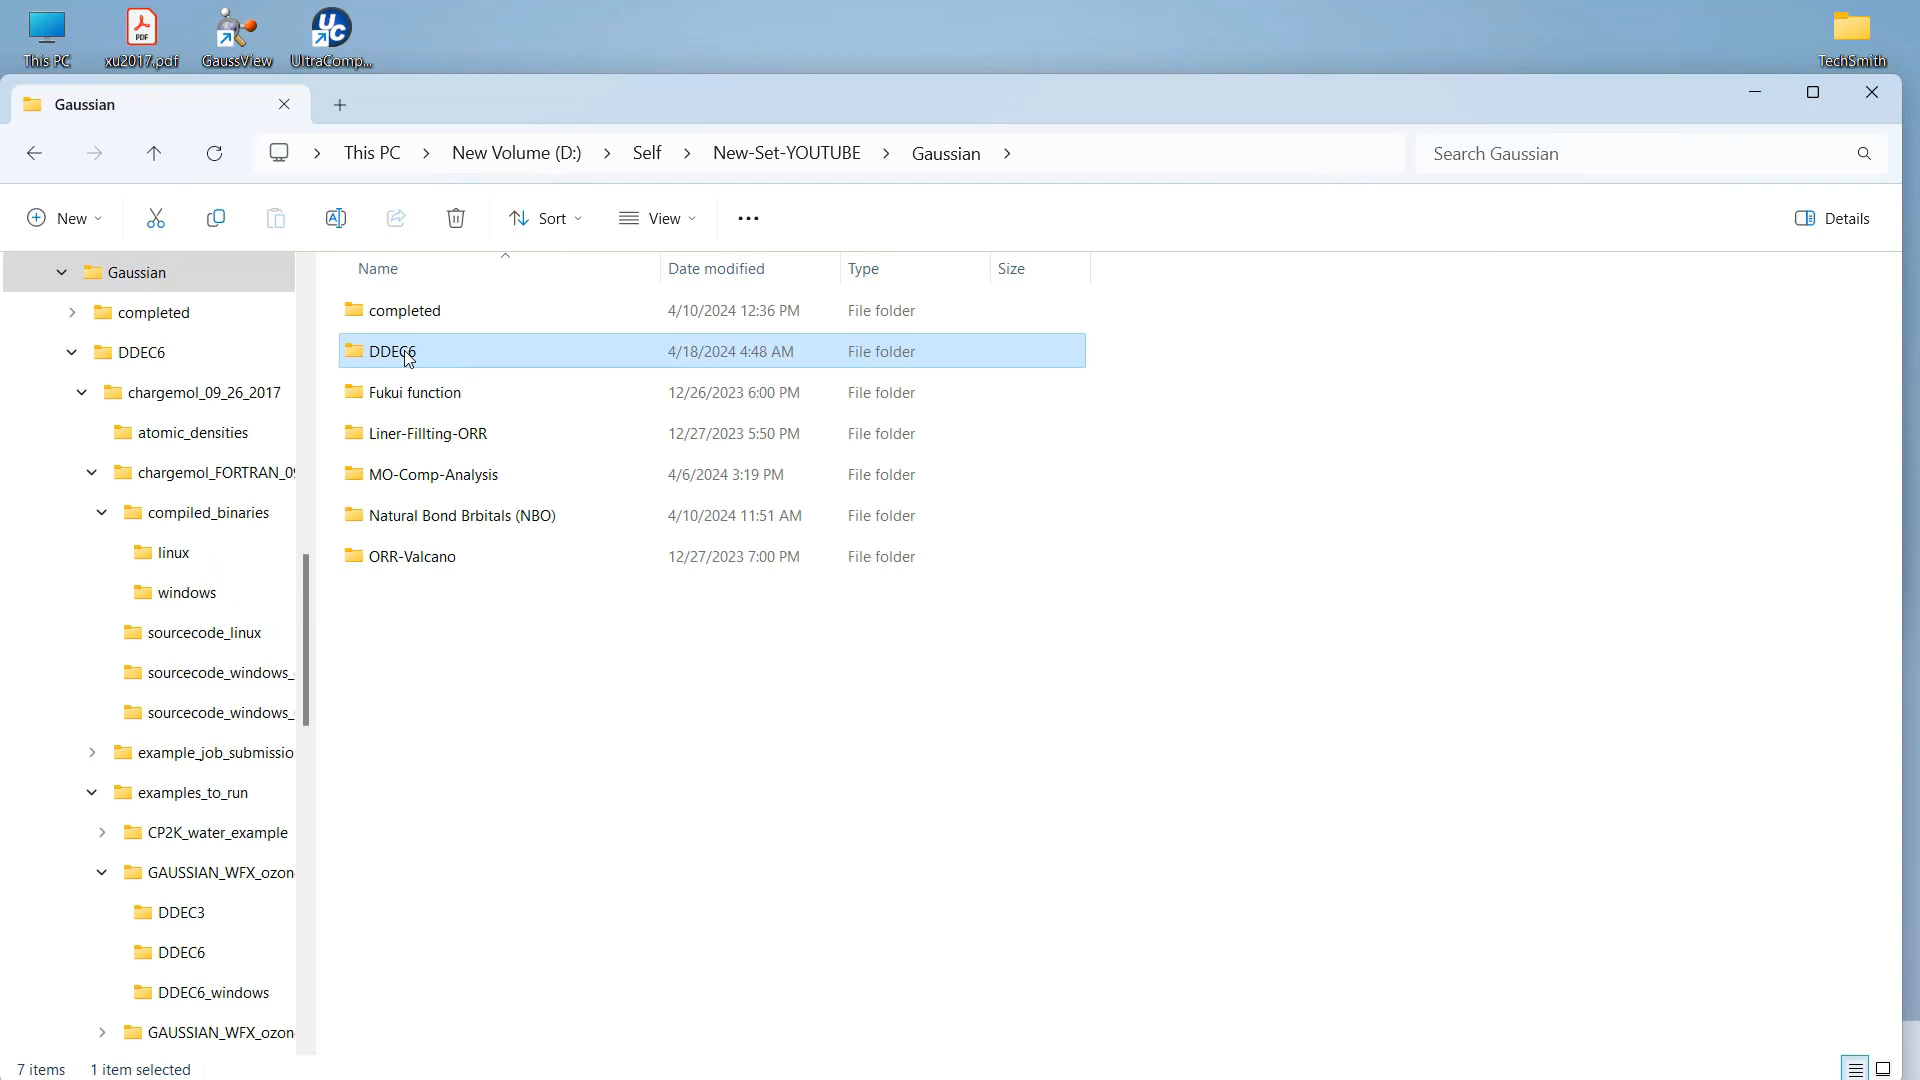 This PC
xu2017.pdf
GaussView
UltraComp...
TechSmith
Gaussian
This PC
New Volume (D:)
Self
New-Set-YOUTUBE
Gaussian
Search Gaussian
New
Sort
View
Details
Name
Date modified
Type
Size
Gaussian
completed
DDEC6
chargemol_09_26_2017
atomic_densities
chargemol_FORTRAN_09
compiled_binaries
linux
windows
sourcecode_linux
sourcecode_windows_
sourcecode_windows_
example_job_submissio
examples_to_run
CP2K_water_example
GAUSSIAN_WFX_ozon
DDEC3
DDEC6
DDEC6_windows
GAUSSIAN_WFX_ozon
completed 4/10/2024 12:36 PM File folder
DDEC6 4/18/2024 4:48 AM File folder
Fukui function 12/26/2023 6:00 PM File folder
Liner-Fillting-ORR 12/27/2023 5:50 PM File folder
MO-Comp-Analysis 4/6/2024 3:19 PM File folder
Natural Bond Brbitals (NBO) 4/10/2024 11:51 AM File folder
ORR-Valcano 12/27/2023 7:00 PM File folder
7 items 1 item selected